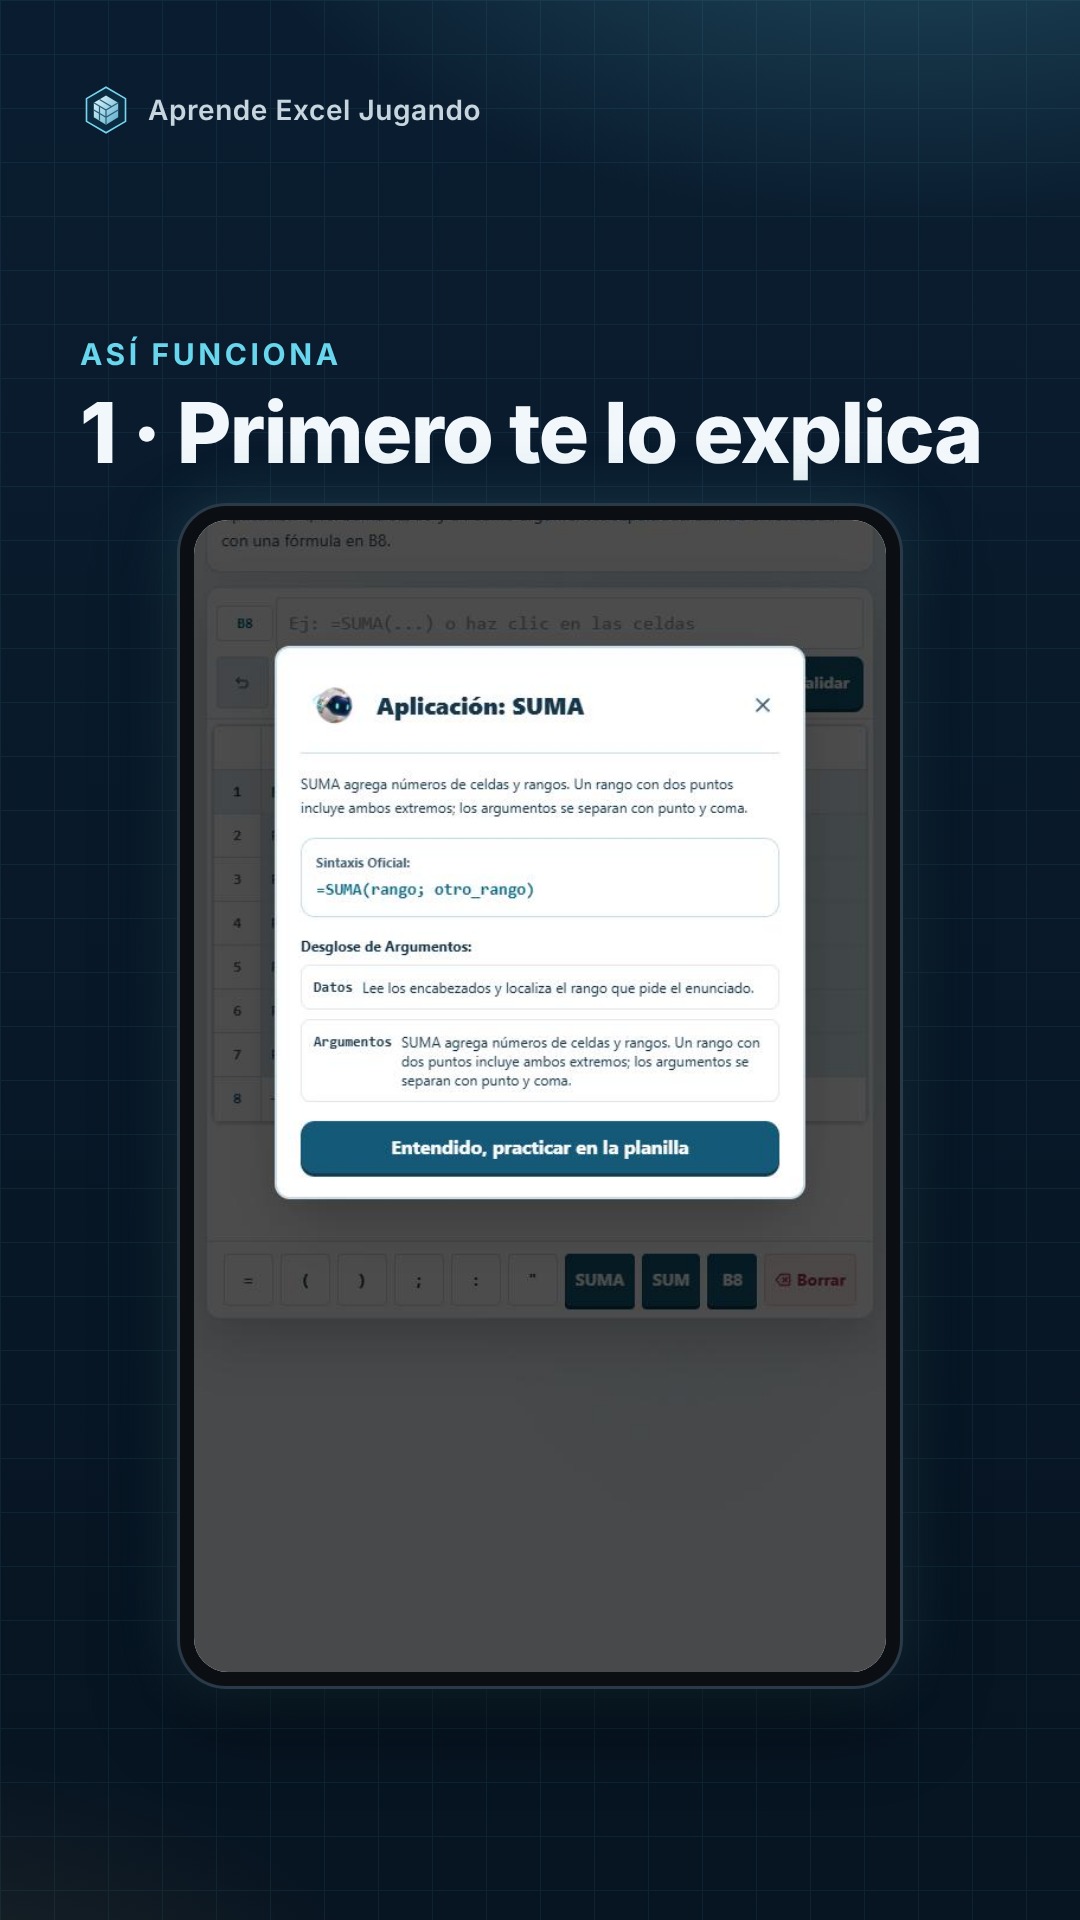 Aprende Excel Jugando
ASÍ FUNCIONA
1 · Primero te lo explica
con una fórmula en B8.
B8
Ej: =SUMA(...) o haz clic en las celdas
alidar
Aplicación: SUMA
SUMA agrega números de celdas y rangos. Un rango con dos puntos
incluye ambos extremos; los argumentos se separan con punto y coma.
Sintaxis Oficial:
=SUMA(rango; otro_rango)
Desglose de Argumentos:
Datos Lee los encabezados y localiza el rango que pide el enunciado.
Argumentos SUMA agrega números de celdas y rangos. Un rango con
dos puntos incluye ambos extremos; los argumentos se
separan con punto y coma.
Entendido, practicar en la planilla
1
2
3
4
5
6
7
8
= ( ) ; : " SUMA SUM B8 Borrar